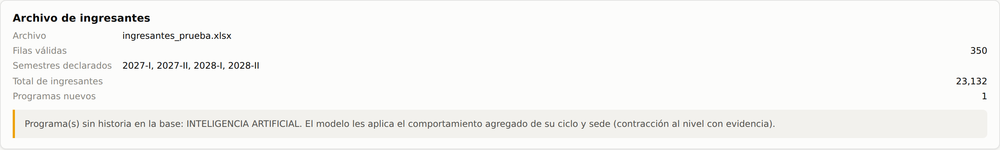 Archivo de ingresantes
Archivo ingresantes_prueba.xlsx
Filas válidas 350
Semestres declarados 2027-I, 2027-II, 2028-I, 2028-II
Total de ingresantes 23,132
Programas nuevos 1
Programa(s) sin historia en la base: INTELIGENCIA ARTIFICIAL. El modelo les aplica el comportamiento agregado de su ciclo y sede (contracción al nivel con evidencia).